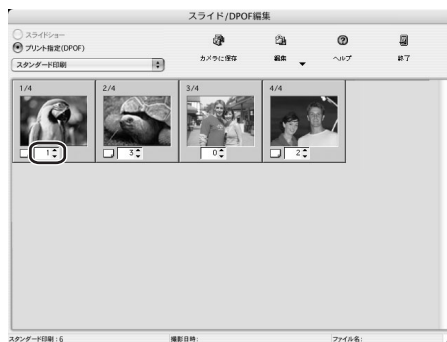 スライド/DPOF編集
スライドショー
プリント指定(DPOF)
スタンダード印刷
カメラに保存
編集
ヘルプ
終了
1/4
2/4
3/4
4/4
1
3
0
2
スタンダード印刷 : 6
撮影日時:
ファイル名: